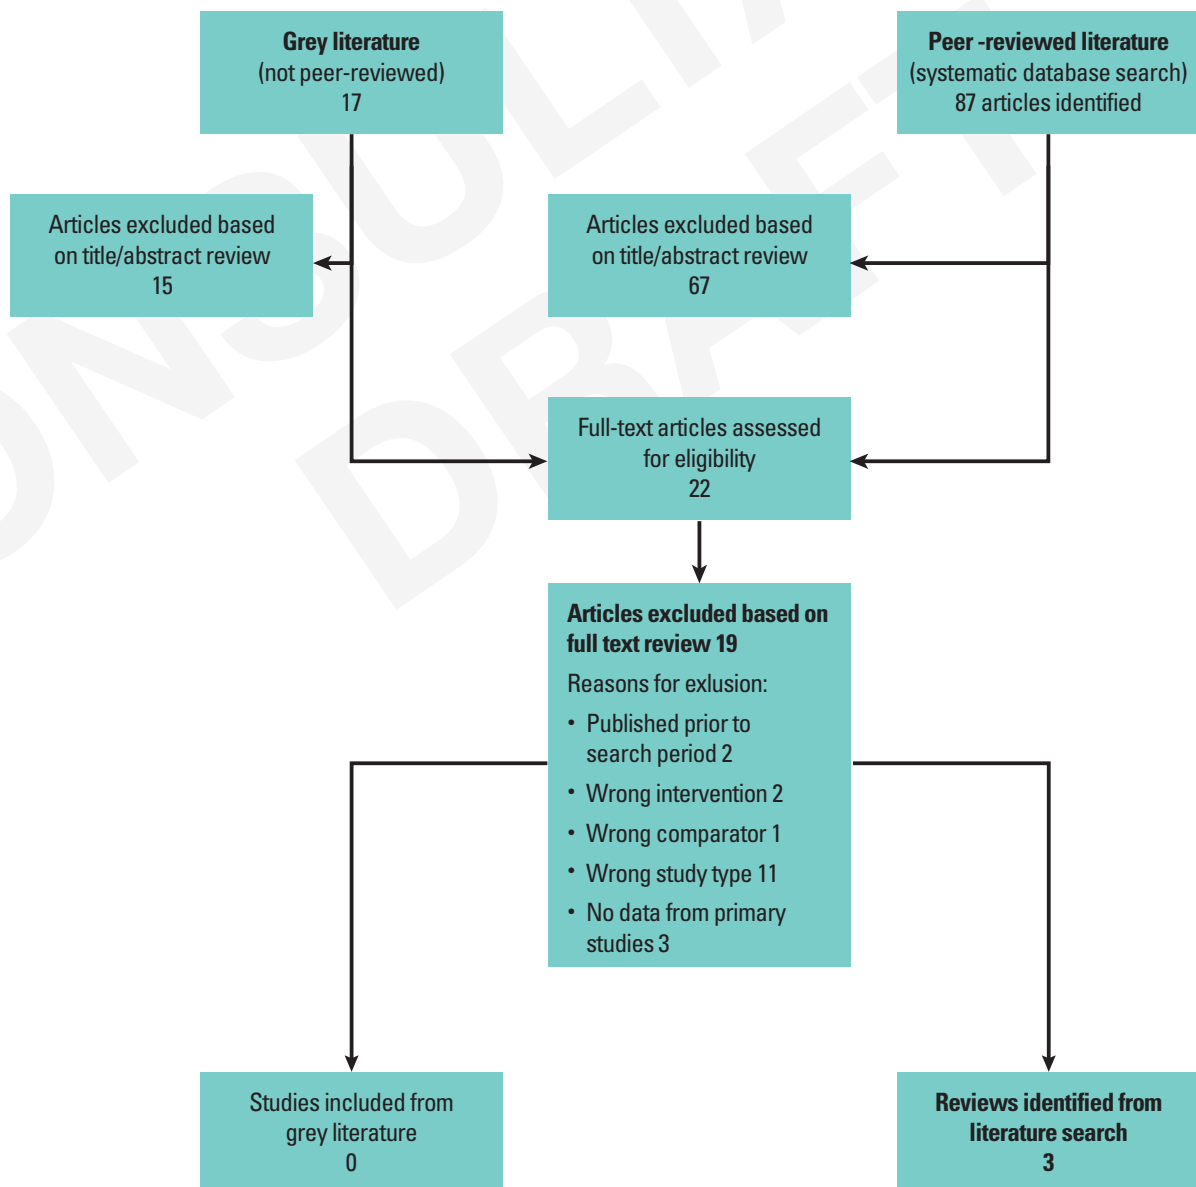 Grey literature
(not peer-reviewed)
17
Peer -reviewed literature
(systematic database search)
87 articles identified
Articles excluded based
on title/abstract review
15
Articles excluded based
on title/abstract review
67
Full-text articles assessed
for eligibility
22
Articles excluded based on
full text review 19
Reasons for exlusion:
• Published prior to
search period 2
• Wrong intervention 2
• Wrong comparator 1
• Wrong study type 11
• No data from primary
studies 3
Studies included from
grey literature
0
Reviews identified from
literature search
3
DRAFT